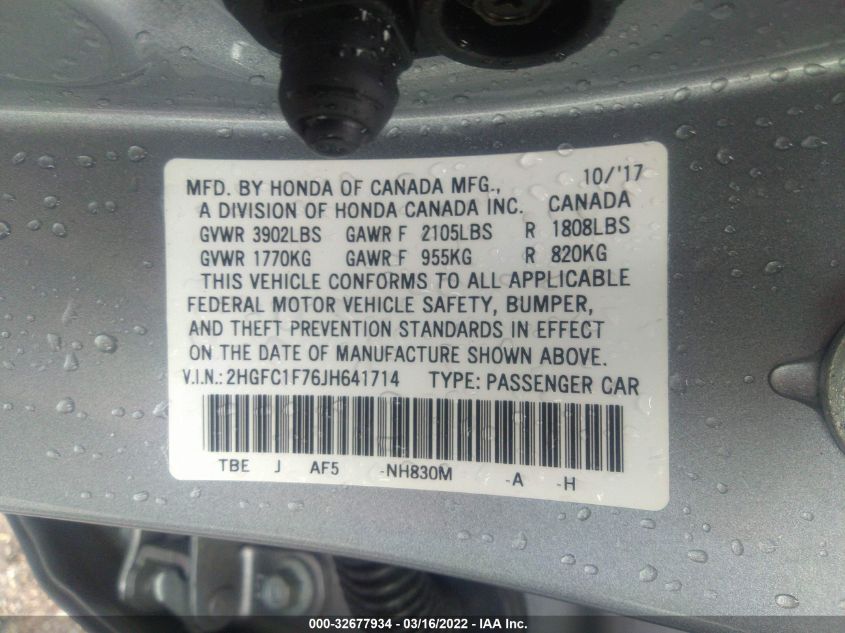 MFD. BY HONDA OF CANADA MFG., 10/'17
A DIVISION OF HONDA CANADA INC. CANADA
GVWR 3902LBS GAWR F 2105LBS R 1808LBS
GVWR 1770KG GAWR F 955KG R 820KG
THIS VEHICLE CONFORMS TO ALL APPLICABLE
FEDERAL MOTOR VEHICLE SAFETY, BUMPER,
AND THEFT PREVENTION STANDARDS IN EFFECT
ON THE DATE OF MANUFACTURE SHOWN ABOVE.
V.I.N.: 2HGFC1F76JH641714 TYPE: PASSENGER CAR
TBE J AF5 -NH830M -A -H
000-32677934 - 03/16/2022 - IAA Inc.